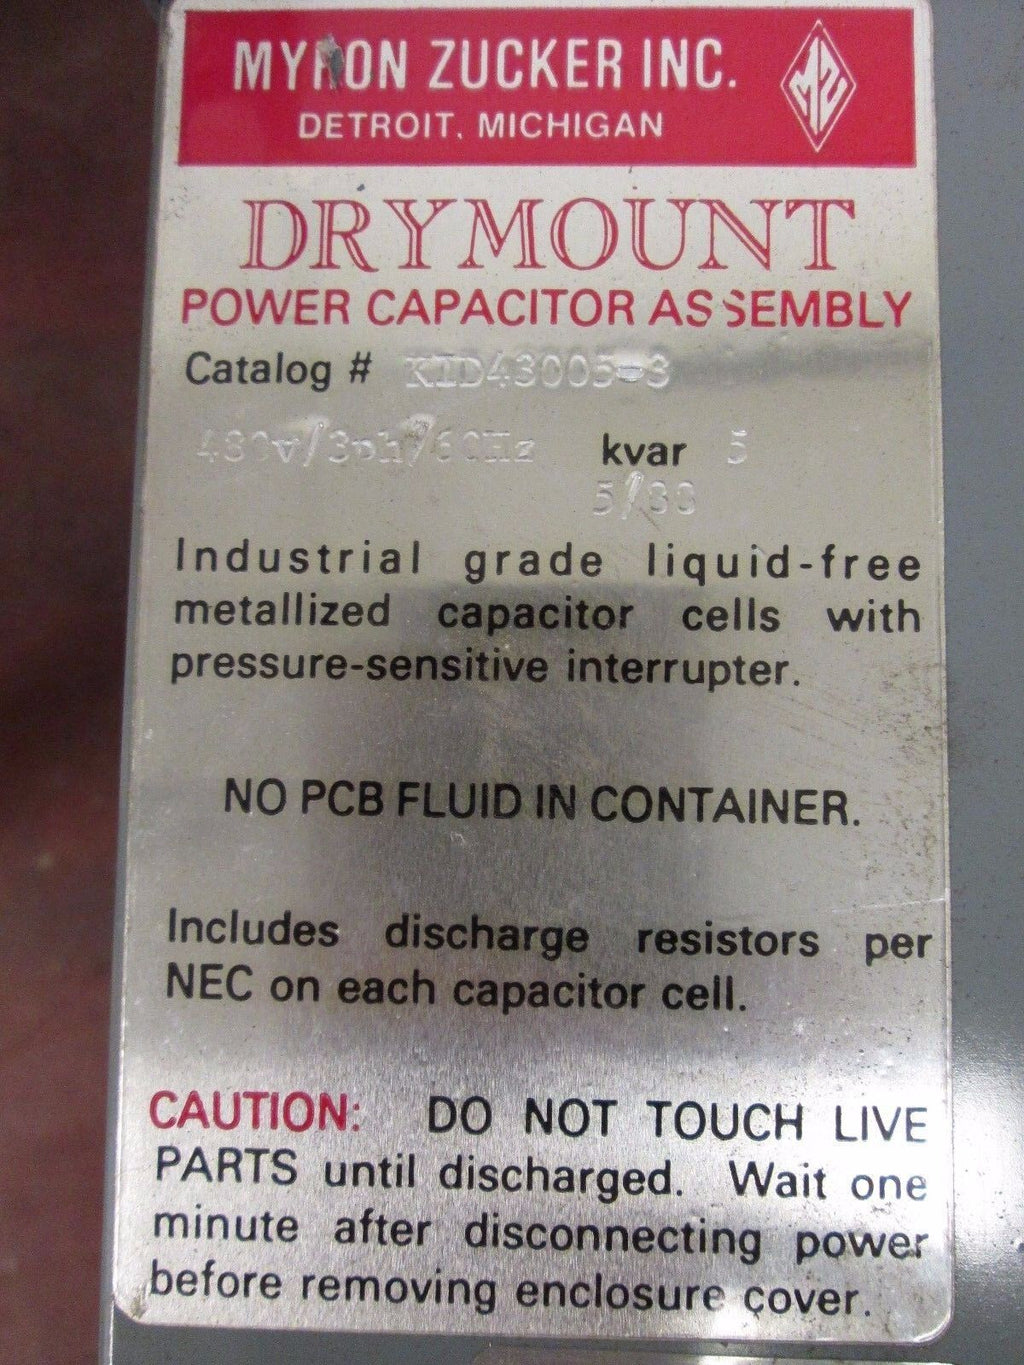 MYRON ZUCKER INC.
DETROIT, MICHIGAN
MZ
DRYMOUNT
POWER CAPACITOR ASSEMBLY
Catalog # KID43005-3
480v/3ph/60Hz kvar 5
5/88
Industrial grade liquid-free
metallized capacitor cells with
pressure-sensitive interrupter.
NO PCB FLUID IN CONTAINER.
Includes discharge resistors per
NEC on each capacitor cell.
CAUTION: DO NOT TOUCH LIVE
PARTS until discharged. Wait one
minute after disconnecting power
before removing enclosure cover.